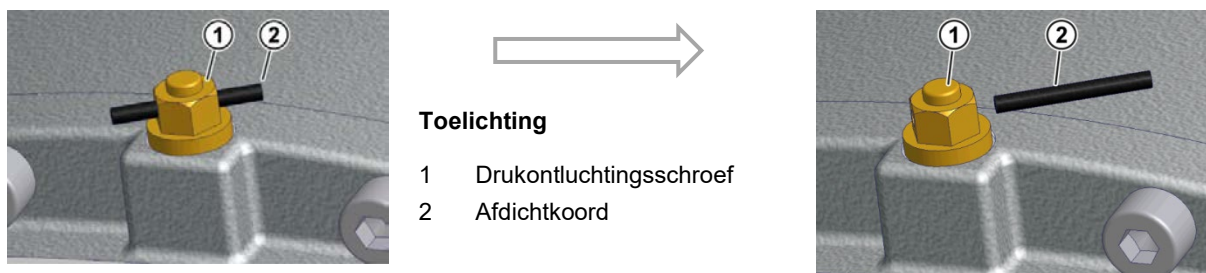 1 2
Toelichting
1 Drukontluchtingsschroef
2 Afdichtkoord
1 2